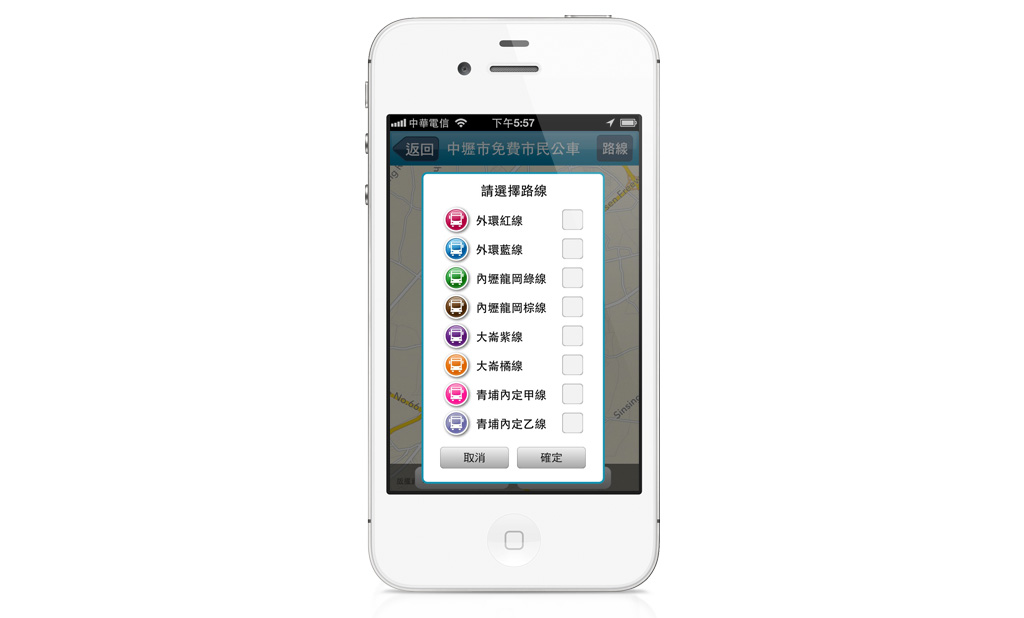 中華電信
下午5:57
返回
中壢市免費市民公車
路線
請選擇路線
外環紅線
外環藍線
內壢龍岡綠線
內壢龍岡棕線
大崙紫線
大崙橘線
青埔內定甲線
青埔內定乙線
No.66
Sinsing
取消
確定